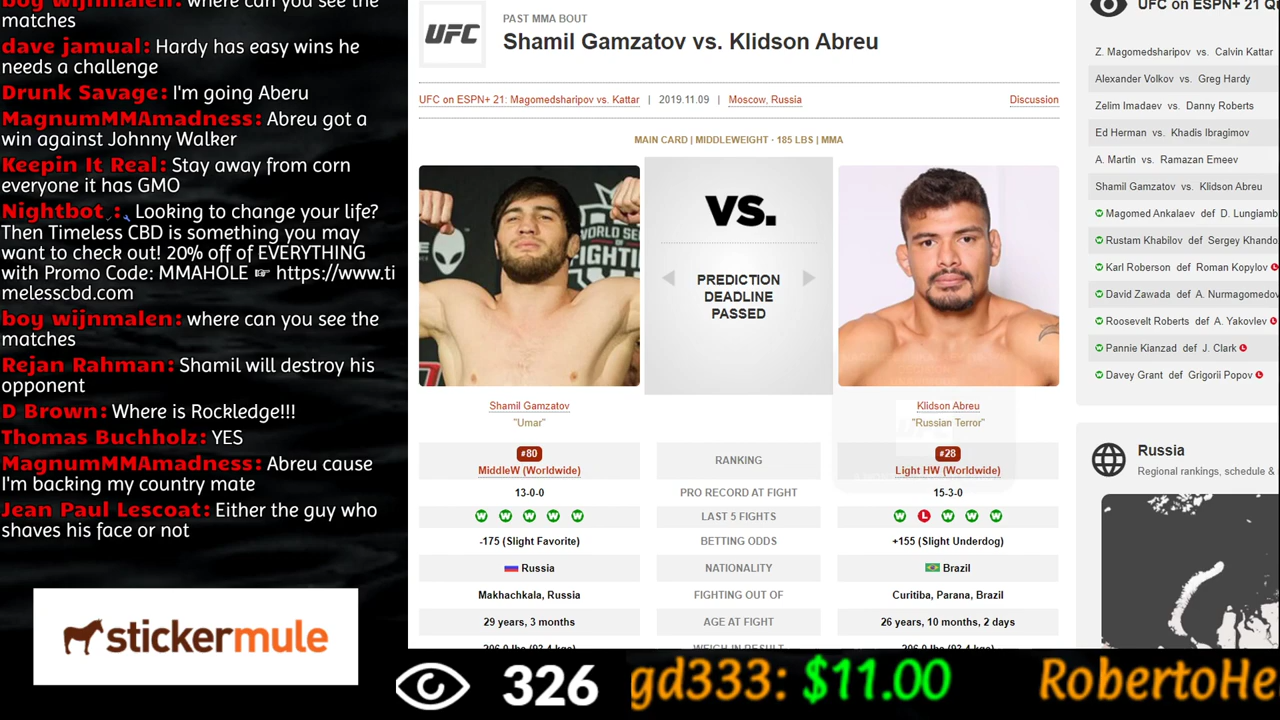 boy wijnmalen: where can you see the
matches
dave jamual: Hardy has easy wins he
needs a challenge
Drunk Savage: I'm going Aberu
MagnumMMAmadness: Abreu got a
win against Johnny Walker
Keepin It Real: Stay away from corn
everyone it has GMO
Nightbot : Looking to change your life?
Then Timeless CBD is something you may
want to check out! 20% off of EVERYTHING
with Promo Code: MMAHOLE ☞ https://www.ti
melesscbd.com
boy wijnmalen: where can you see the
matches
Rejan Rahman: Shamil will destroy his
opponent
D Brown: Where is Rockledge!!!
Thomas Buchholz: YES
MagnumMMAmadness: Abreu cause
I'm backing my country mate
Jean Paul Lescoat: Either the guy who
shaves his face or not
stickermule
UFC
PAST MMA BOUT
Shamil Gamzatov vs. Klidson Abreu
UFC on ESPN+ 21: Magomedsharipov vs. Kattar | 2019.11.09 | Moscow, Russia
Discussion
MAIN CARD | MIDDLEWEIGHT · 185 LBS | MMA
VS.
PREDICTION
DEADLINE
PASSED
Shamil Gamzatov
"Umar"
Klidson Abreu
"Russian Terror"
#80
MiddleW (Worldwide)
RANKING
#28
Light HW (Worldwide)
13-0-0 PRO RECORD AT FIGHT 15-3-0
W W W W W LAST 5 FIGHTS W L W W W
-175 (Slight Favorite) BETTING ODDS +155 (Slight Underdog)
Russia NATIONALITY Brazil
Makhachkala, Russia FIGHTING OUT OF Curitiba, Parana, Brazil
29 years, 3 months AGE AT FIGHT 26 years, 10 months, 2 days
UFC on ESPN+ 21
Z. Magomedsharipov vs. Calvin Kattar
Alexander Volkov vs. Greg Hardy
Zelim Imadaev vs. Danny Roberts
Ed Herman vs. Khadis Ibragimov
A. Martin vs. Ramazan Emeev
Shamil Gamzatov vs. Klidson Abreu
W Magomed Ankalaev def D. Lungiamb
W Rustam Khabilov def Sergey Khando
W Karl Roberson def Roman Kopylov L
W David Zawada def A. Nurmagomedov
W Roosevelt Roberts def A. Yakovlev L
W Pannie Kianzad def J. Clark L
W Davey Grant def Grigorii Popov L
Russia
Regional rankings, schedule &
326 gd333: $11.00 RobertoHe